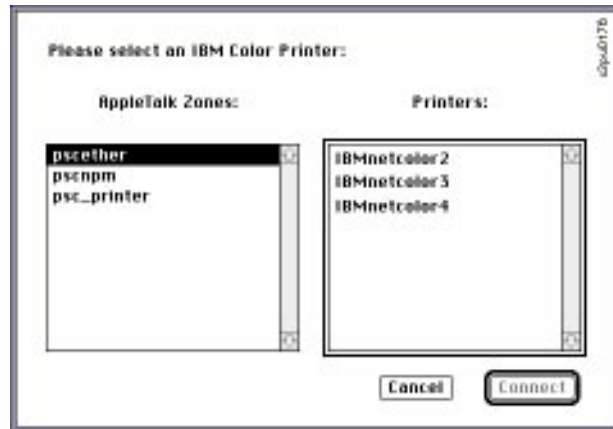 Please select an IBM Color Printer:
AppleTalk Zones:
Printers:
pscether
pscnpm
psc_printer
IBMnetcolor2
IBMnetcolor3
IBMnetcolor4
Cancel
Connect